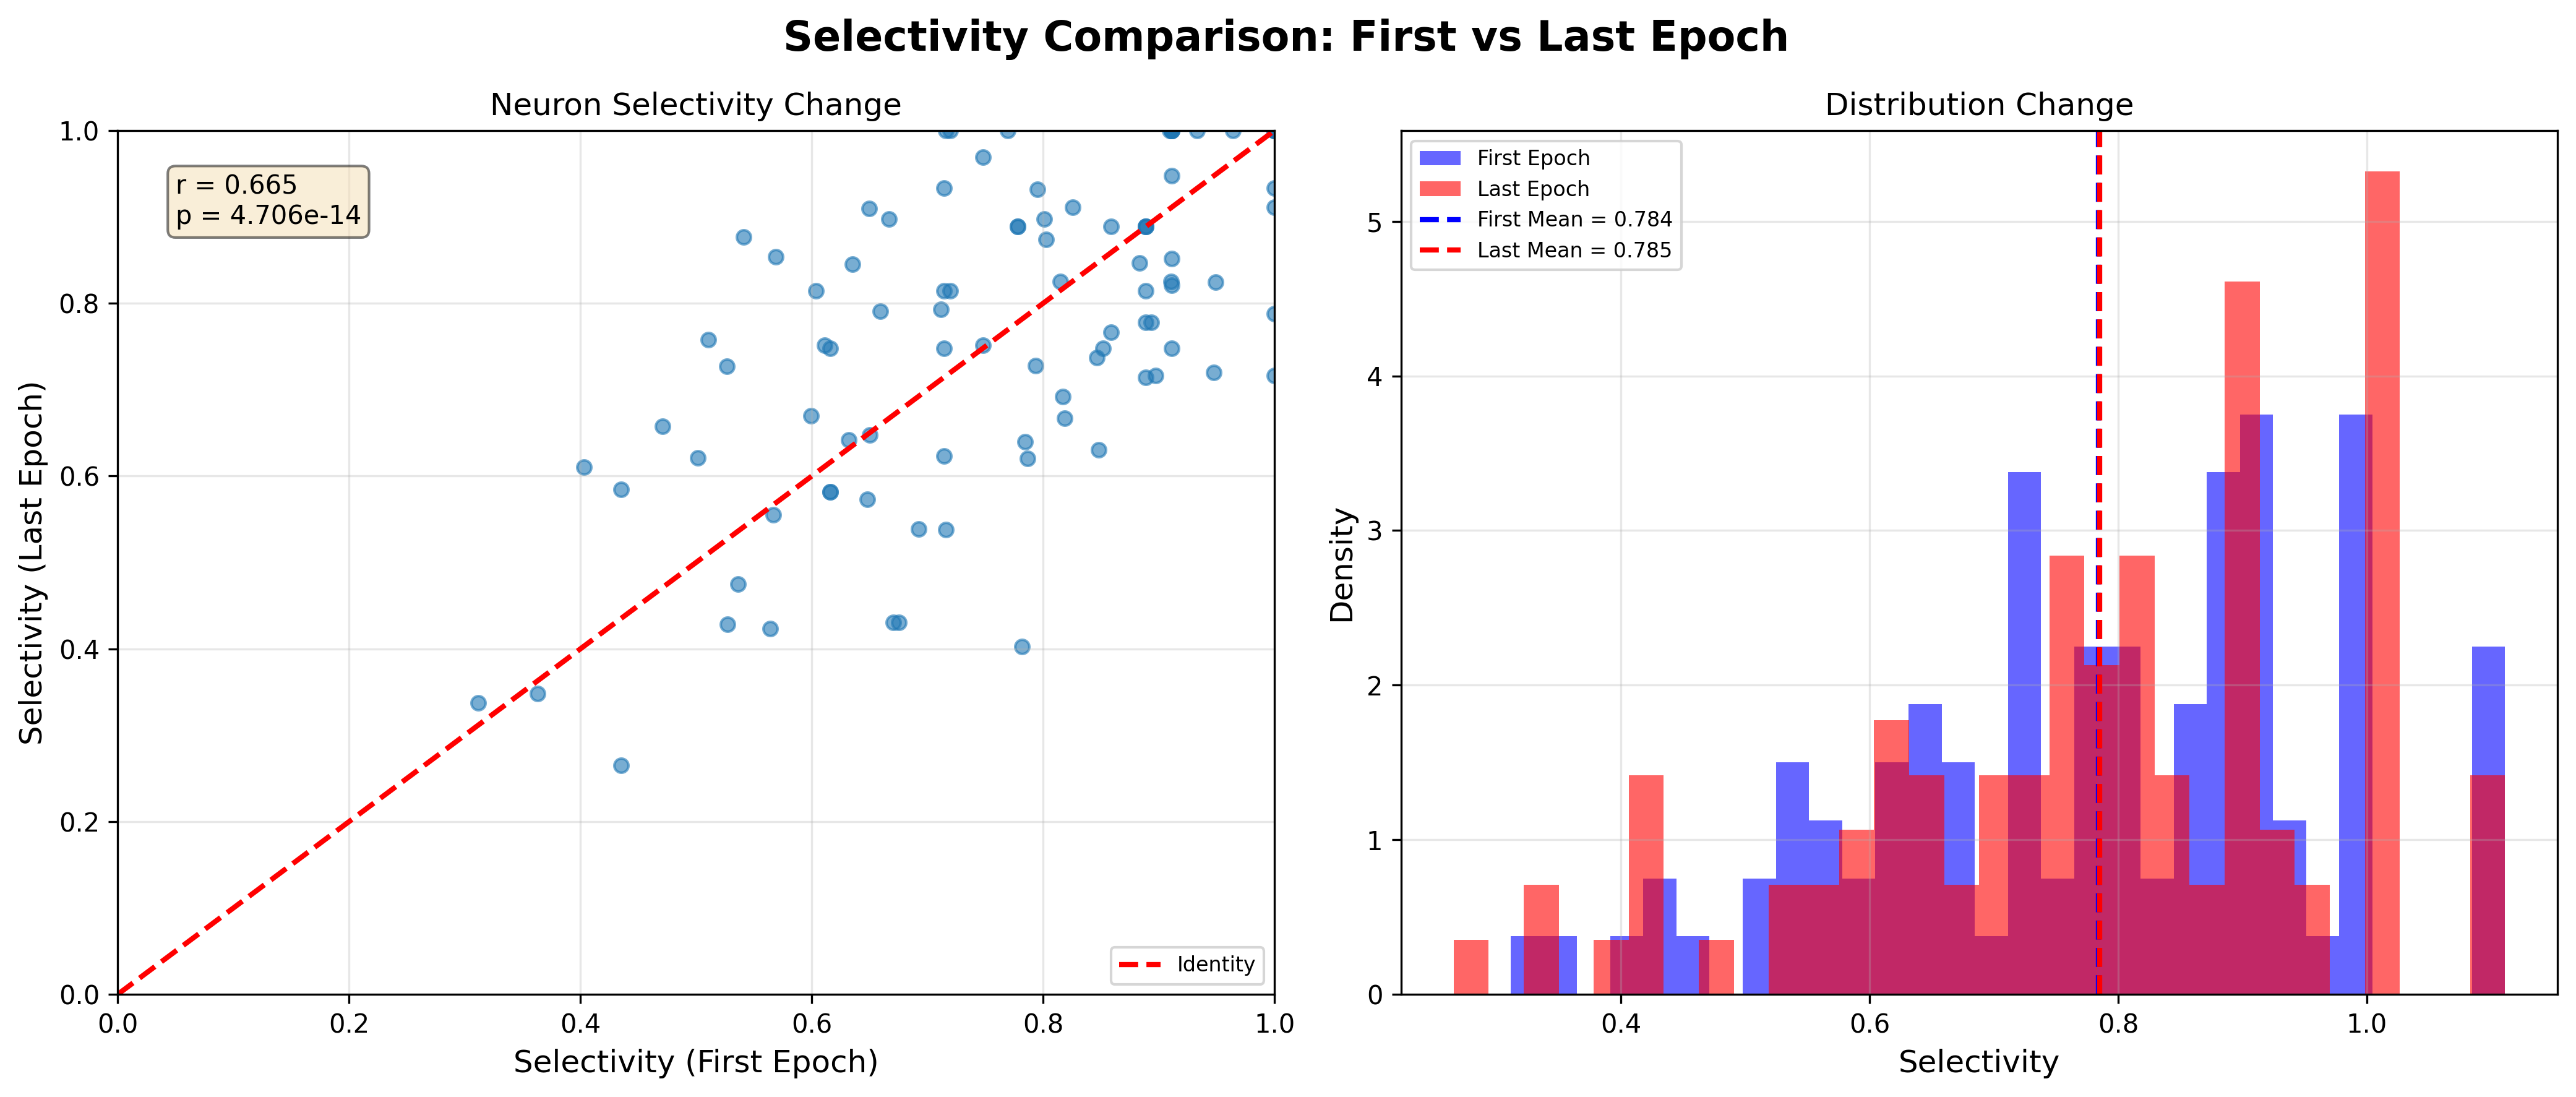 Selectivity Comparison: First vs Last Epoch
Neuron Selectivity Change
1.0
0.8
0.6
0.4
0.2
0.0
Selectivity (Last Epoch)
r = 0.665
p = 4.706e-14
Identity
0.0 0.2 0.4 0.6 0.8 1.0
Selectivity (First Epoch)
Distribution Change
First Epoch
Last Epoch
First Mean = 0.784
Last Mean = 0.785
5
4
3
2
1
0
Density
0.4 0.6 0.8 1.0
Selectivity